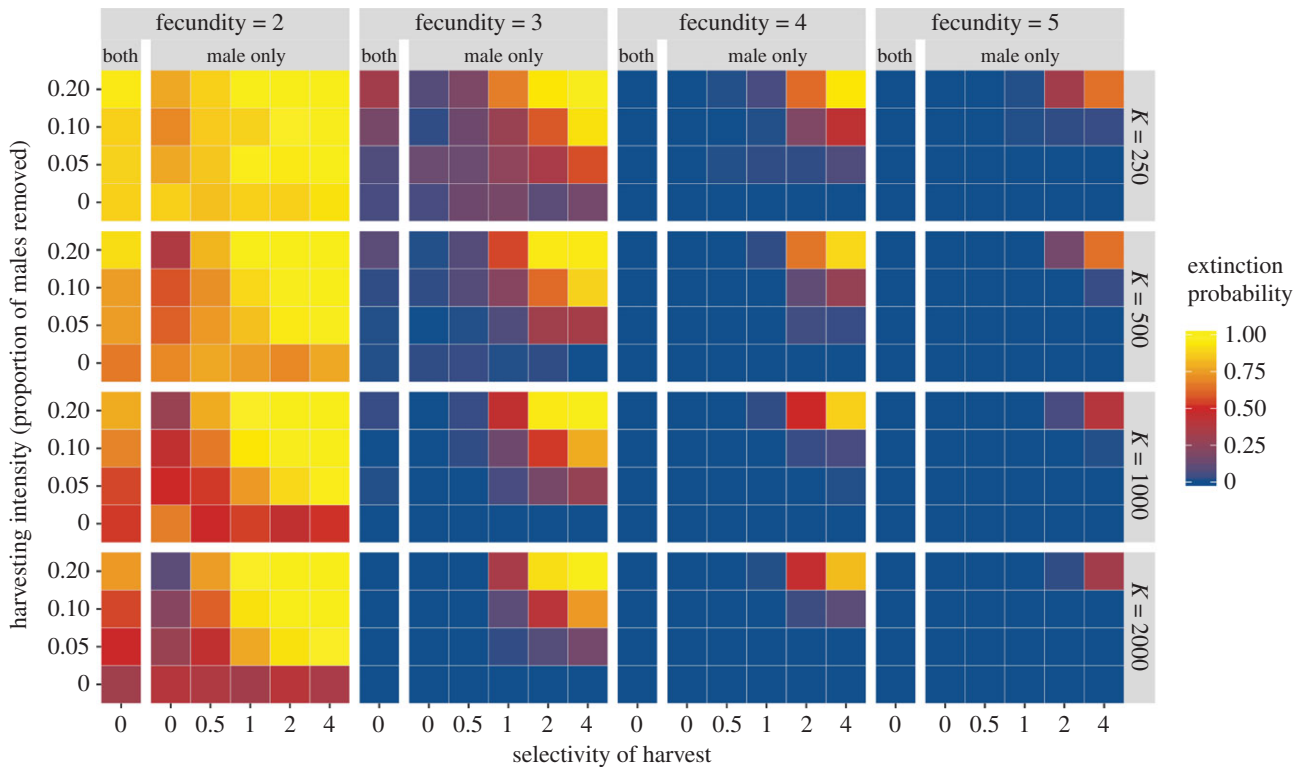 fecundity = 2 fecundity = 3 fecundity = 4 fecundity = 5
both male only both male only both male only both male only
harvesting intensity (proportion of males removed)
0.20
0.10
0.05
0
K = 250
0.20
0.10
0.05
0
K = 500
0.20
0.10
0.05
0
K = 1000
0.20
0.10
0.05
0
K = 2000
0 0 0.5 1 2 4 0 0 0.5 1 2 4 0 0 0.5 1 2 4 0 0 0.5 1 2 4
selectivity of harvest
extinction
probability
1.00
0.75
0.50
0.25
0